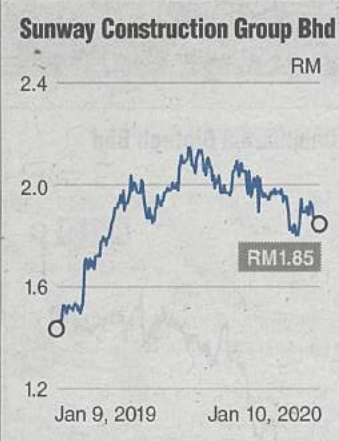 Sunway Construction Group Bhd
RM
2.4
2.0
1.6
1.2
RM1.85
Jan 9, 2019
Jan 10, 2020